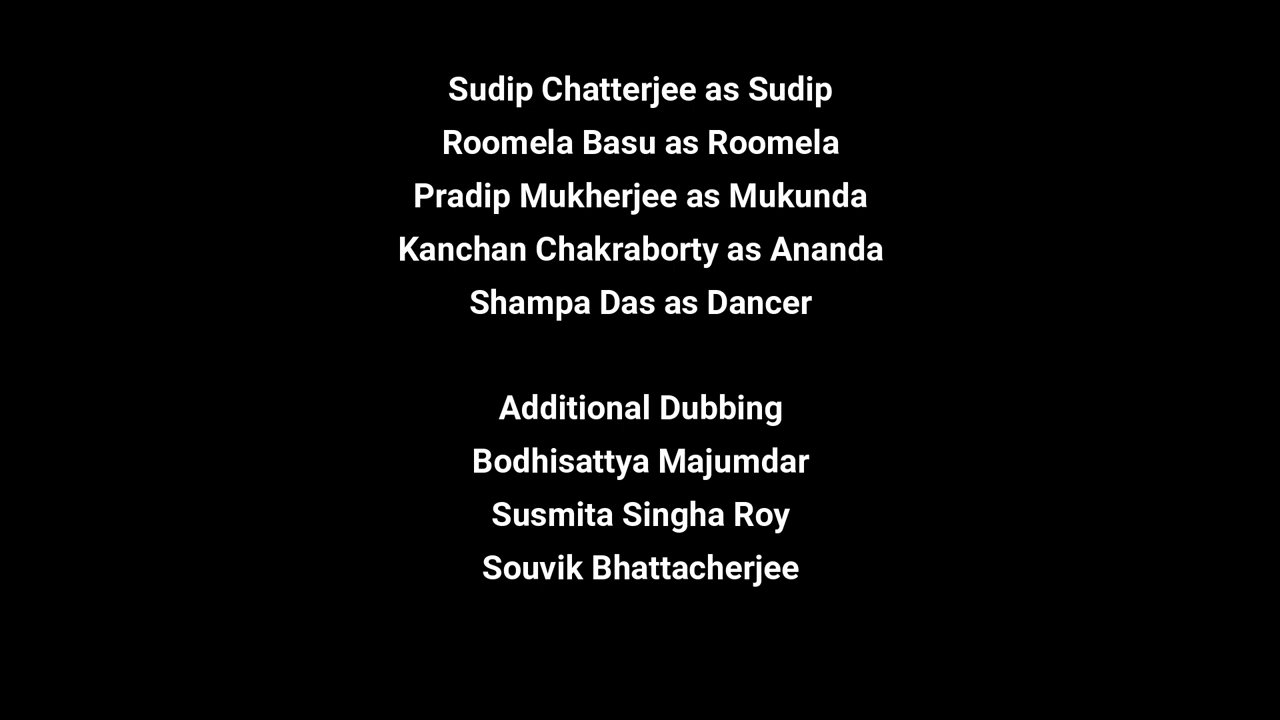 Sudip Chatterjee as Sudip
Roomela Basu as Roomela
Pradip Mukherjee as Mukunda
Kanchan Chakraborty as Ananda
Shampa Das as Dancer
Additional Dubbing
Bodhisattya Majumdar
Susmita Singha Roy
Souvik Bhattacherjee